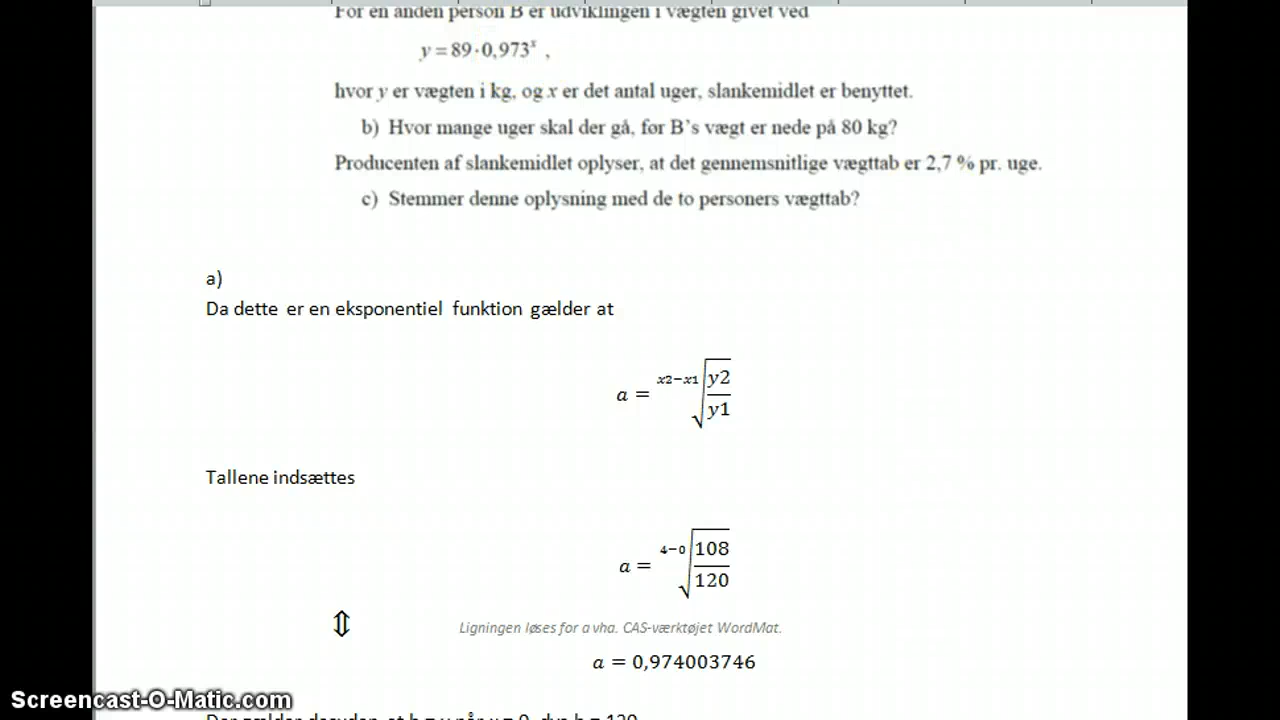 For en anden person B er udviklingen i vægten givet ved
y = 89 · 0,973^x ,
hvor y er vægten i kg, og x er det antal uger, slankemidlet er benyttet.
b) Hvor mange uger skal der gå, før B's vægt er nede på 80 kg?
Producenten af slankemidlet oplyser, at det gennemsnitlige vægttab er 2,7 % pr. uge.
c) Stemmer denne oplysning med de to personers vægttab?
a)
Da dette er en eksponentiel funktion gælder at
a = ^{x2−x1}√(y2/y1)
Tallene indsættes
a = ^{4−0}√(108/120)
⇕ Ligningen løses for a vha. CAS-værktøjet WordMat.
a = 0,974003746
Screencast-O-Matic.com